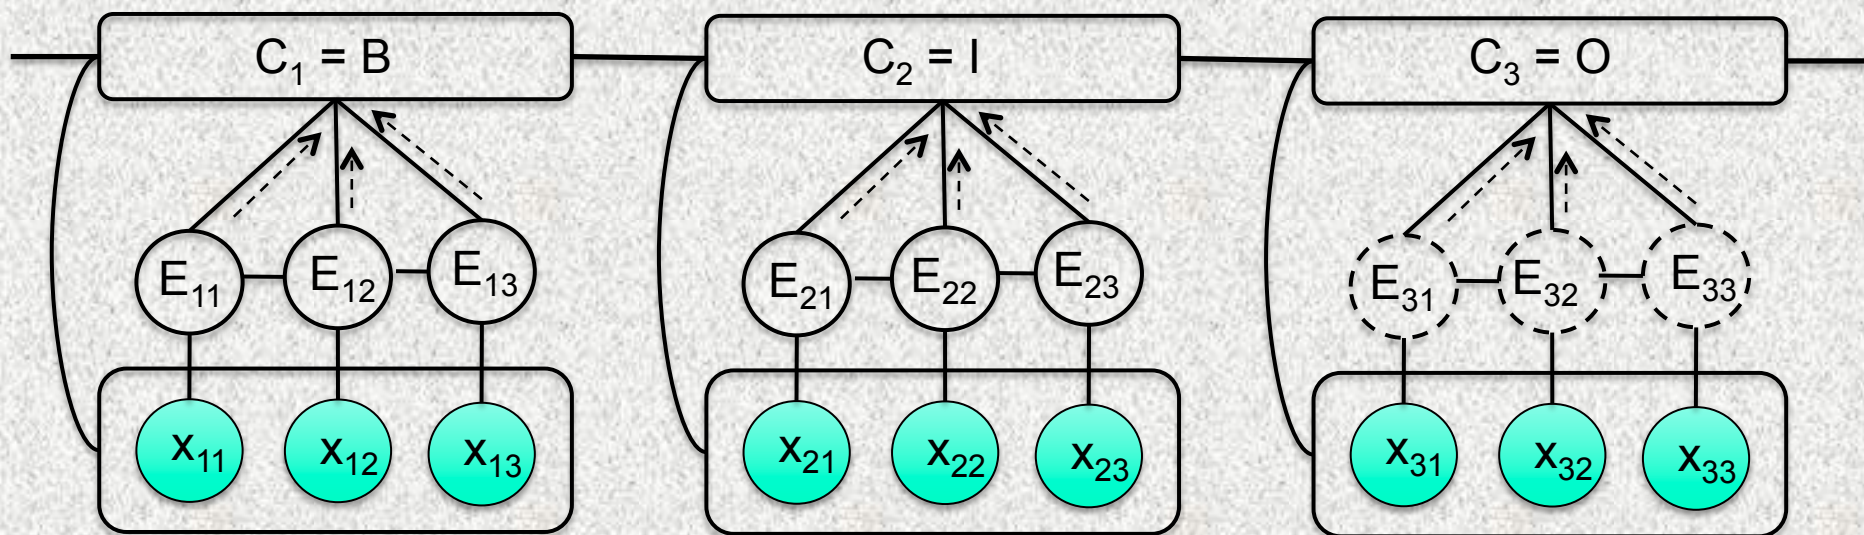 C₁ = B C₂ = I C₃ = O
E₁₁ E₁₂ E₁₃ E₂₁ E₂₂ E₂₃ E₃₁ E₃₂ E₃₃
x₁₁ x₁₂ x₁₃ x₂₁ x₂₂ x₂₃ x₃₁ x₃₂ x₃₃